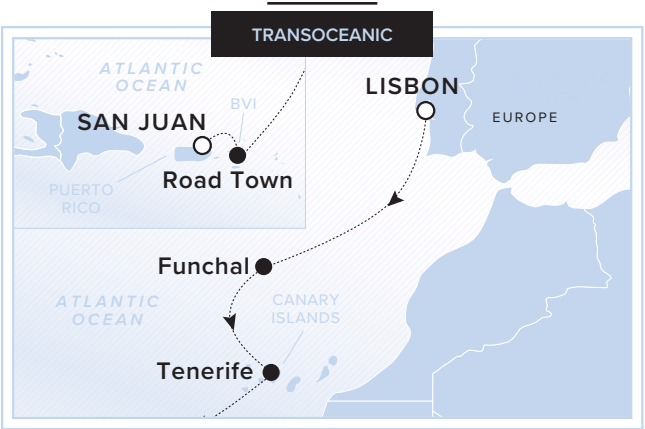 TRANSOCEANIC
ATLANTIC
OCEAN
BVI
SAN JUAN
Road Town
PUERTO
RICO
LISBON
EUROPE
Funchal
ATLANTIC
OCEAN
CANARY
ISLANDS
Tenerife